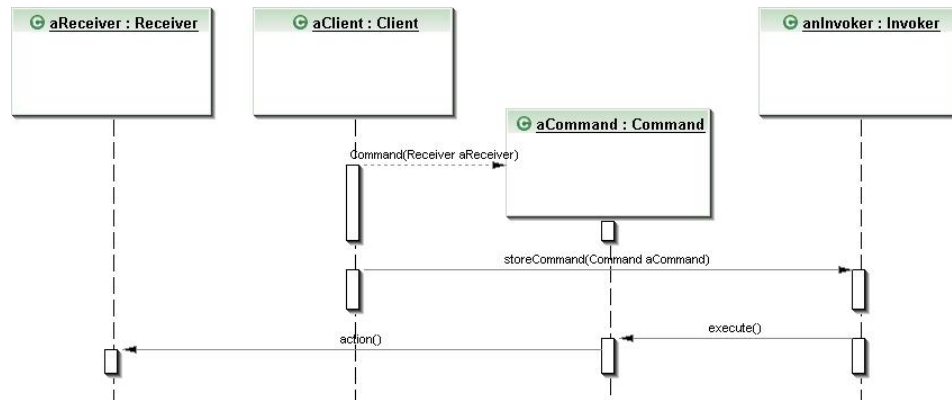 aReceiver : Receiver
aClient : Client
anInvoker : Invoker
aCommand : Command
Command(Receiver aReceiver)
storeCommand(Command aCommand)
execute()
action()